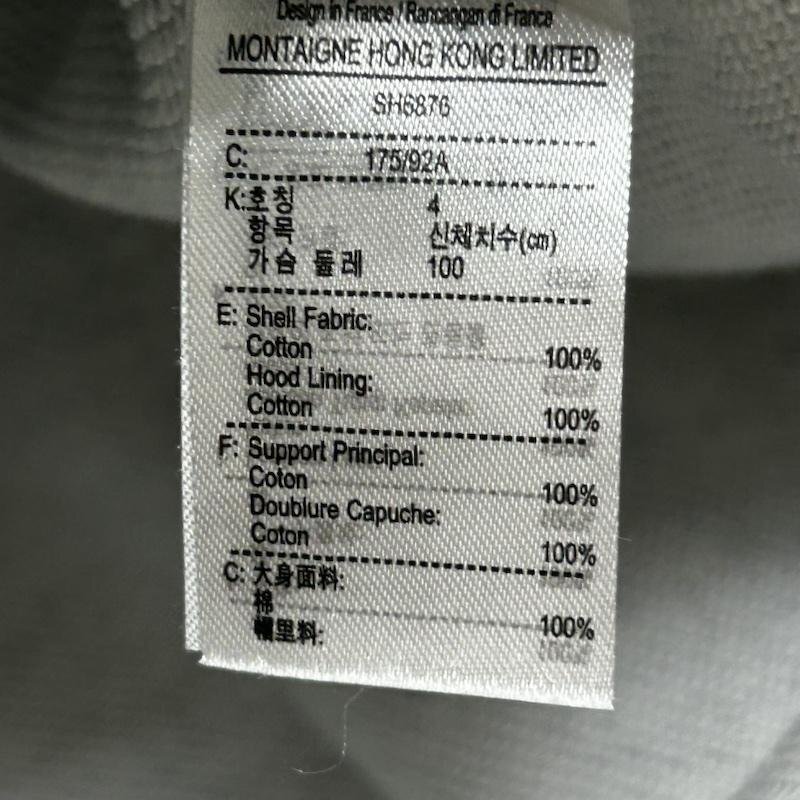 Design in France / Rancangan di France
MONTAIGNE HONG KONG LIMITED
SH6876
C: 175/92A
K:호칭 4
항목 신체치수(cm)
가슴 둘레 100
E: Shell Fabric:
Cotton 100%
Hood Lining:
Cotton 100%
F: Support Principal:
Coton 100%
Doublure Capuche:
Coton 100%
C: 大身面料:
棉 100%
帽里料: